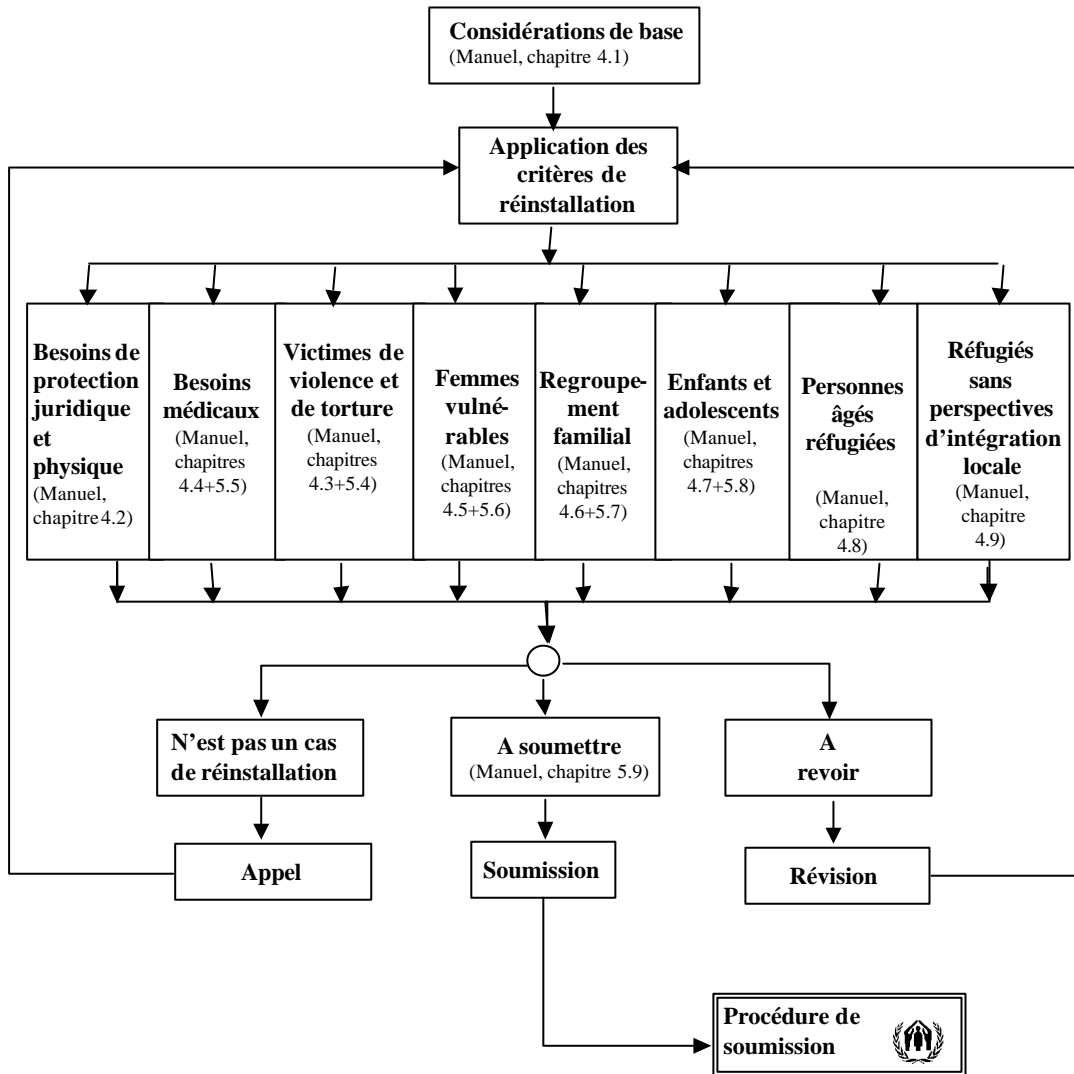 Considérations de base
(Manuel, chapitre 4.1)
Application des
critères de
réinstallation
Besoins de
protection
juridique
et
physique
(Manuel,
chapitre 4.2)
Besoins
médicaux
(Manuel,
chapitres
4.4+5.5)
Victimes de
violence et
de torture
(Manuel,
chapitres
4.3+5.4)
Femmes
vulné-
rables
(Manuel,
chapitres
4.5+5.6)
Regroupe-
ment
familial
(Manuel,
chapitres
4.6+5.7)
Enfants et
adolescents
(Manuel,
chapitres
4.7+5.8)
Personnes
âgés
réfugiées
(Manuel,
chapitre
4.8)
Réfugiés
sans
perspectives
d’intégration
locale
(Manuel,
chapitre
4.9)
N’est pas un cas
de réinstallation
A soumettre
(Manuel, chapitre 5.9)
A
revoir
Appel
Soumission
Révision
Procédure de
soumission